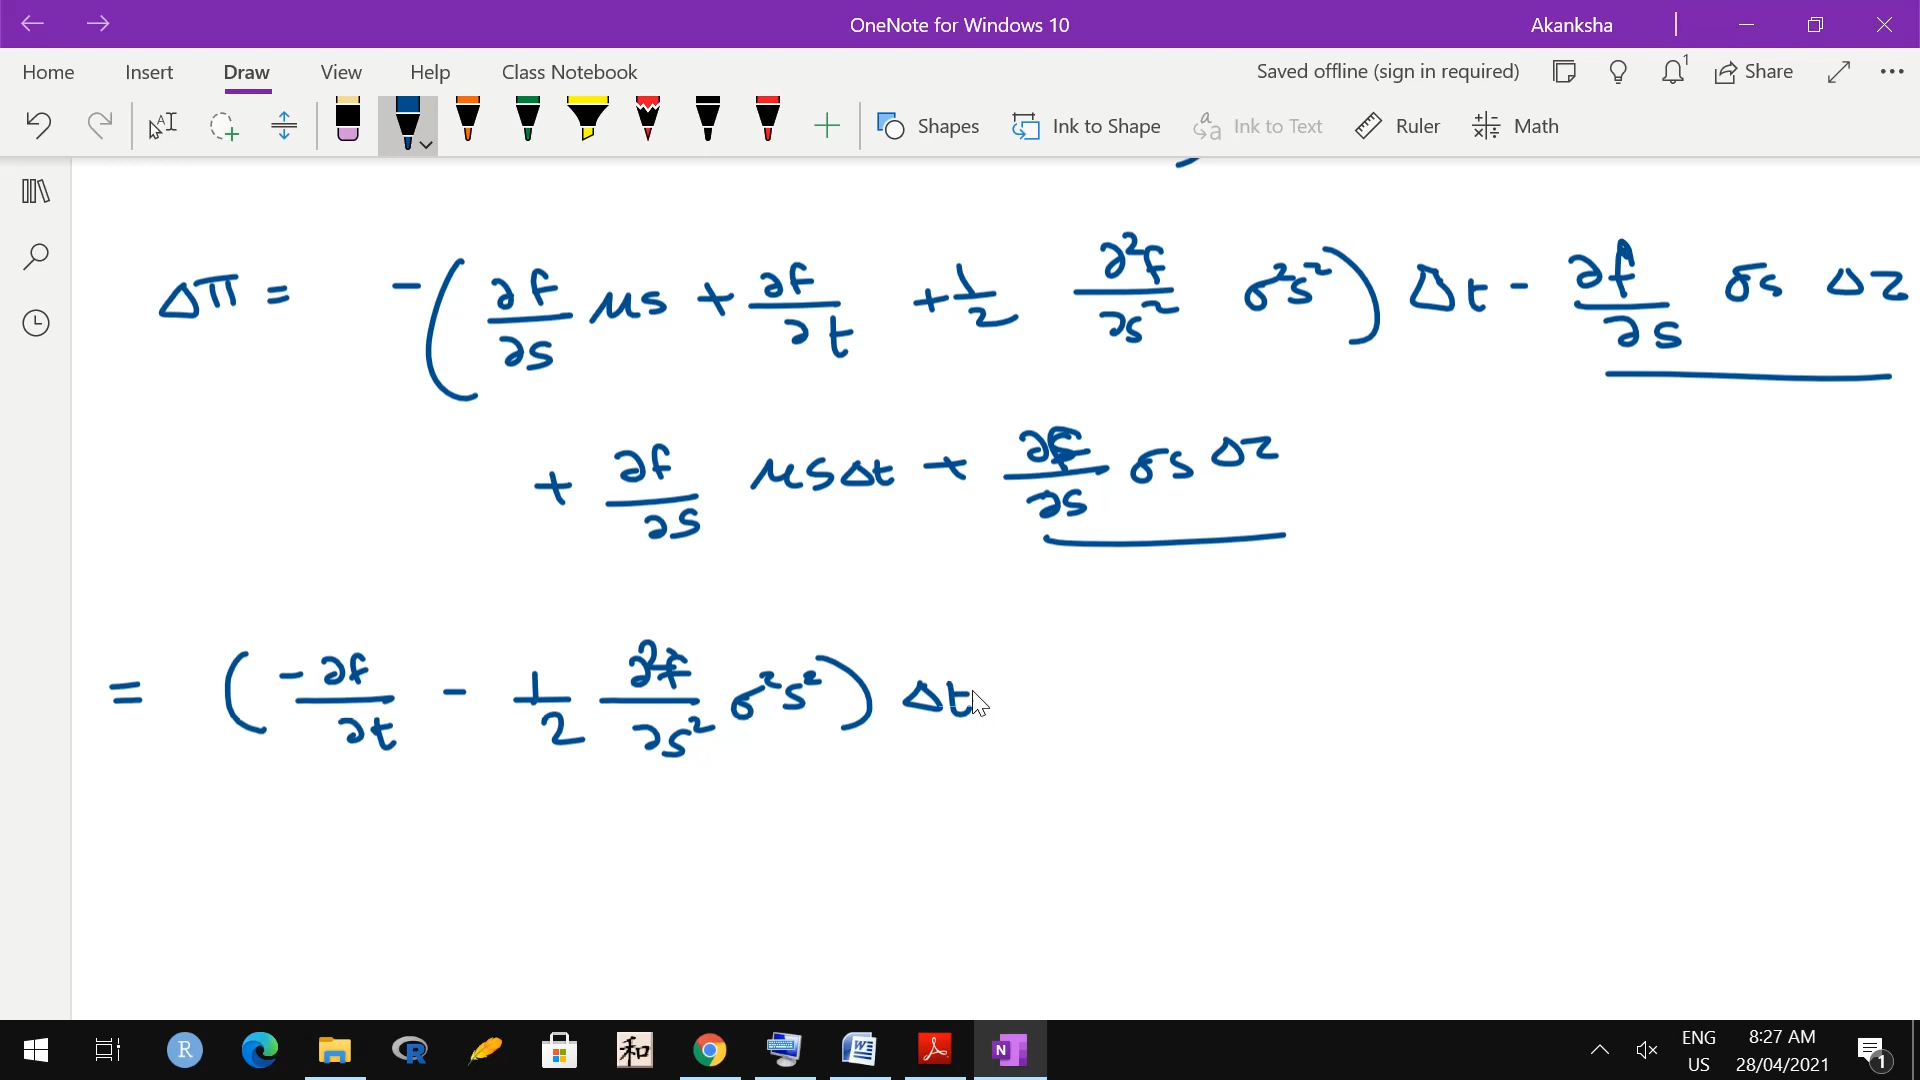 OneNote for Windows 10 Akanksha
Home Insert Draw View Help Class Notebook Saved offline (sign in required) 1 Share
Shapes Ink to Shape Ink to Text Ruler Math
Δπ = -(∂f/∂s μs + ∂f/∂t + 1/2 ∂²f/∂s² σ²s²) Δt - ∂f/∂s σs Δz
+ ∂f/∂s μsΔt + ∂f/∂s σs Δz
= (-∂f/∂t - 1/2 ∂²f/∂s² σ²s²) Δt
ENG 8:27 AM
US 28/04/2021 1